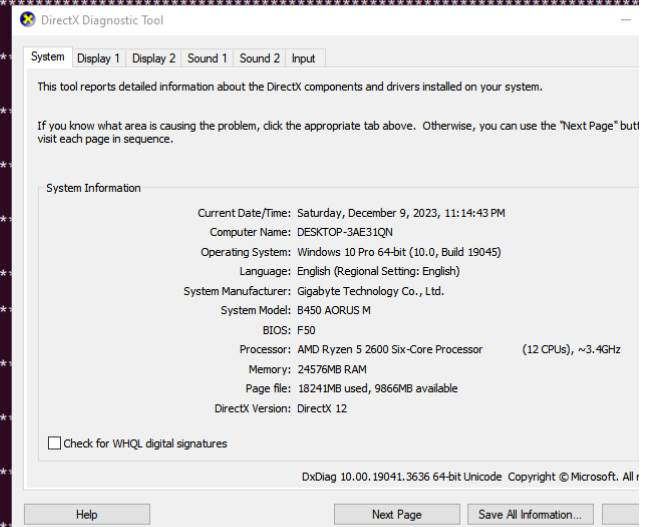 DirectX Diagnostic Tool
System Display 1 Display 2 Sound 1 Sound 2 Input
This tool reports detailed information about the DirectX components and drivers installed on your system.
If you know what area is causing the problem, click the appropriate tab above. Otherwise, you can use the "Next Page"
visit each page in sequence.
System Information
Current Date/Time: Saturday, December 9, 2023, 11:14:43 PM
Computer Name: DESKTOP-3AE31QN
Operating System: Windows 10 Pro 64-bit (10.0, Build 19045)
Language: English (Regional Setting: English)
System Manufacturer: Gigabyte Technology Co., Ltd.
System Model: B450 AORUS M
BIOS: F50
Processor: AMD Ryzen 5 2600 Six-Core Processor (12 CPUs), ~3.4GHz
Memory: 24576MB RAM
Page file: 18241MB used, 9866MB available
DirectX Version: DirectX 12
Check for WHQL digital signatures
DxDiag 10.00.19041.3636 64-bit Unicode Copyright © Microsoft. All
Help Next Page Save All Information...